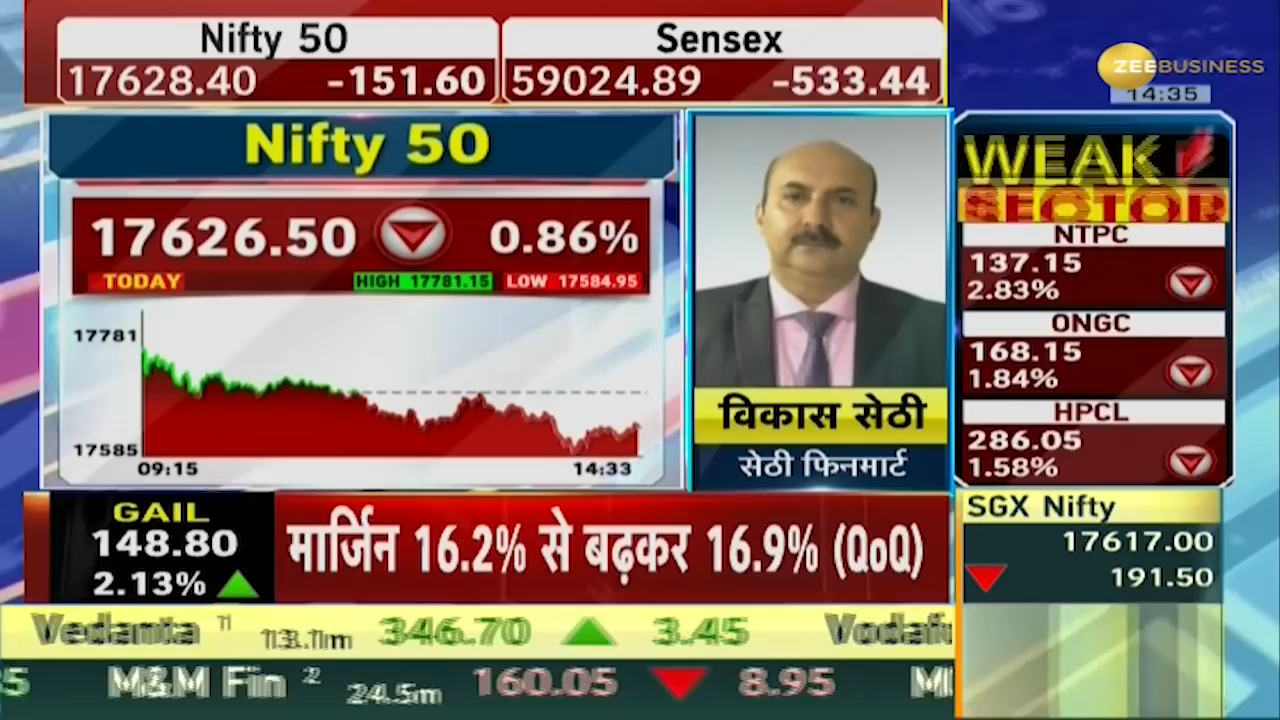 Nifty 50
17628.40 -151.60
Sensex
59024.89 -533.44
ZEEBUSINESS
14:35
Nifty 50
17626.50 0.86%
TODAY HIGH 17781.15 LOW 17584.95
17781
17585
09:15 14:33
विकास सेठी
सेठी फिनमार्ट
WEAK
SECTOR
NTPC
137.15
2.83%
ONGC
168.15
1.84%
HPCL
286.05
1.58%
SGX Nifty
17617.00
191.50
GAIL
148.80
2.13%
मार्जिन 16.2% से बढ़कर 16.9% (QoQ)
Vedanta 346.70 3.45
M&M Fin 2 24.5m 160.05 8.95